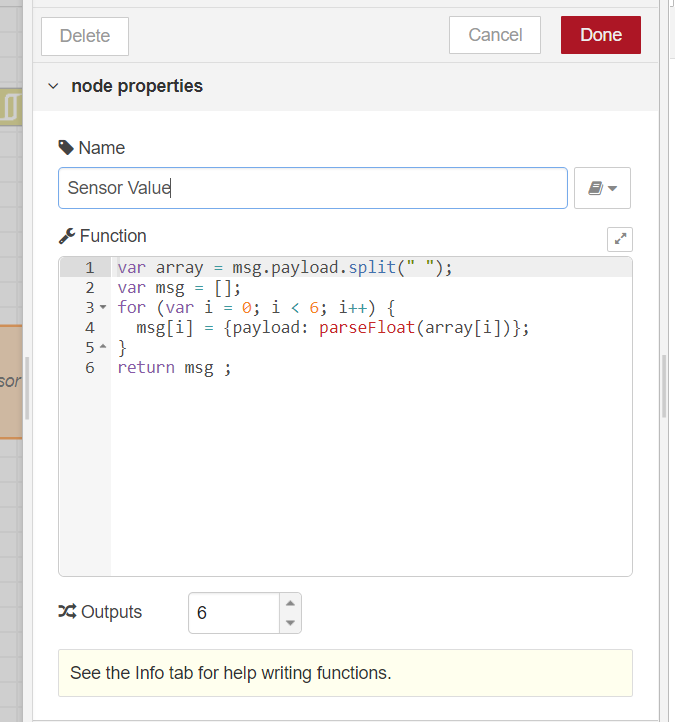 Delete
Cancel
Done
node properties
Name
Sensor Value
Function
1 var array = msg.payload.split(" ");
2 var msg = [];
3 for (var i = 0; i < 6; i++) {
4 msg[i] = {payload: parseFloat(array[i])};
5 }
6 return msg ;
sor
Outputs
6
See the Info tab for help writing functions.